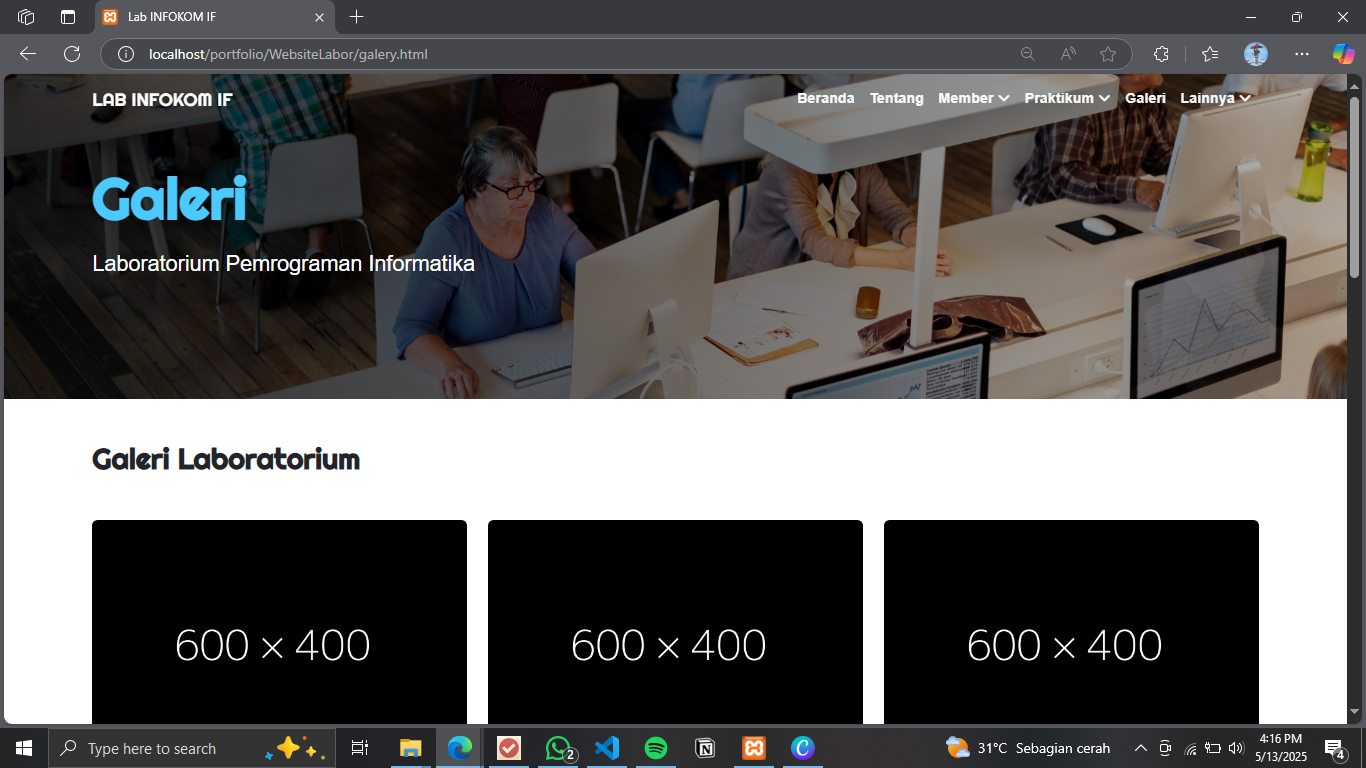 Lab INFOKOM IF
localhost/portfolio/WebsiteLabor/galery.html
LAB INFOKOM IF
Beranda Tentang Member Praktikum Galeri Lainnya
Galeri
Laboratorium Pemrograman Informatika
Galeri Laboratorium
600 × 400 600 × 400 600 × 400
Type here to search
2
31°C Sebagian cerah
4:16 PM
5/13/2025
4